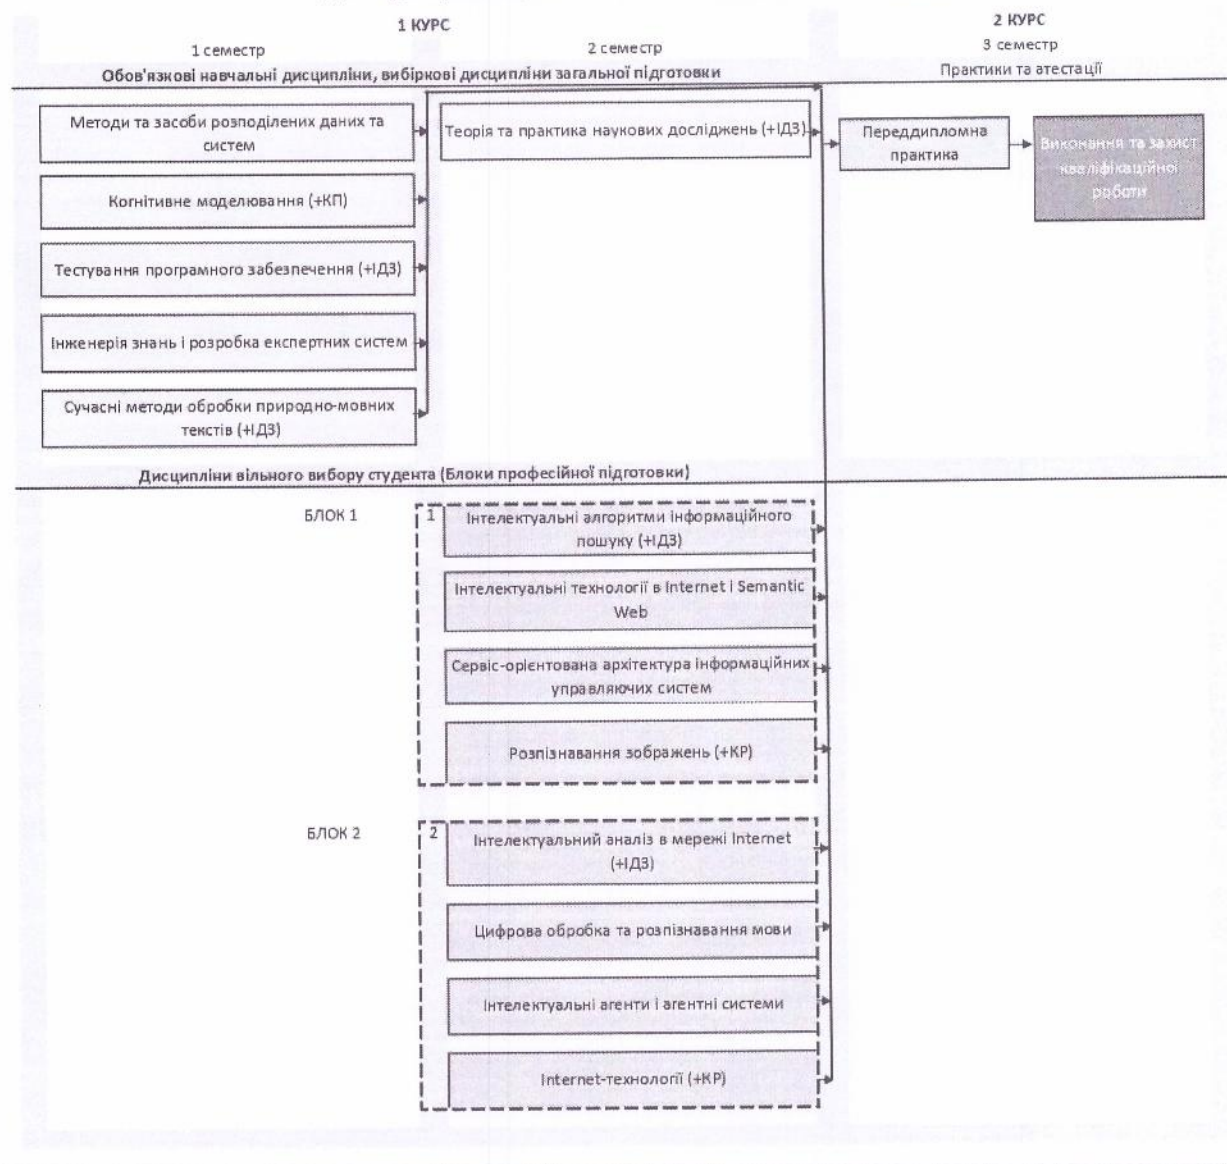 1 КУРС
2 КУРС
1 семестр
2 семестр
3 семестр
Обов'язкові навчальні дисципліни, вибіркові дисципліни загальної підготовки
Практики та атестації
Методи та засоби розподілених даних та
систем
Теорія та практика наукових досліджень (+ІДЗ)
Переддипломна
практика
Виконання та захист
кваліфікаційної
роботи
Когнітивне моделювання (+КП)
Тестування програмного забезпечення (+ІДЗ)
Інженерія знань і розробка експертних систем
Сучасні методи обробки природно-мовних
текстів (+ІДЗ)
Дисципліни вільного вибору студента (Блоки професійної підготовки)
БЛОК 1
1
Інтелектуальні алгоритми інформаційного
пошуку (+ІДЗ)
Інтелектуальні технології в Internet і Semantic
Web
Сервіс-орієнтована архітектура інформаційних
управляючих систем
Розпізнавання зображень (+КР)
БЛОК 2
2
Інтелектуальний аналіз в мережі Internet
(+ІДЗ)
Цифрова обробка та розпізнавання мови
Інтелектуальні агенти і агентні системи
Internet-технології (+КР)